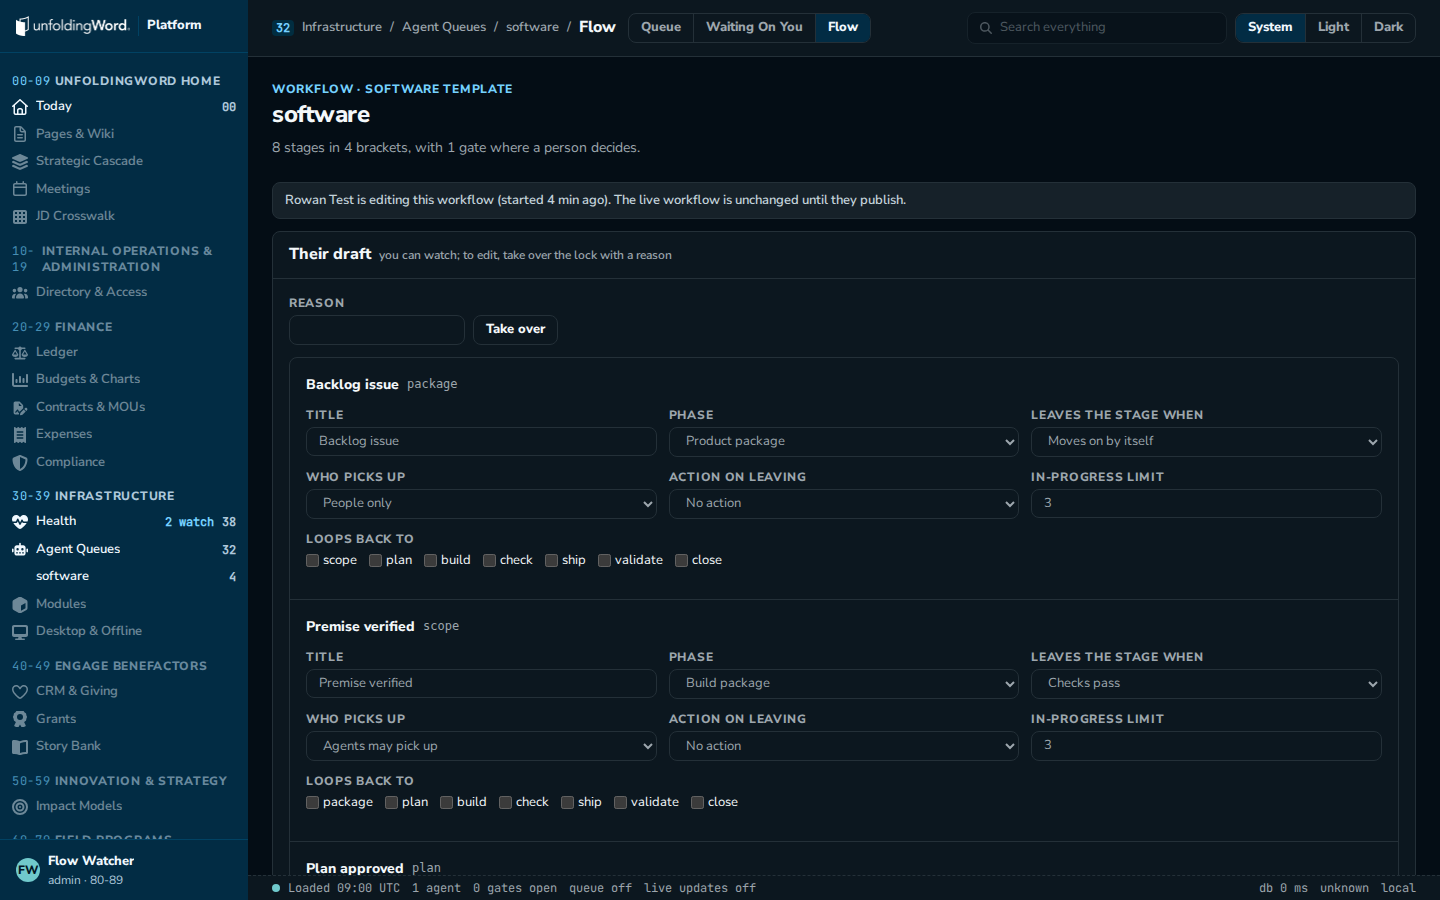 unfoldingWord Platform
32 Infrastructure / Agent Queues / software / Flow Queue Waiting On You Flow Search everything System Light Dark
00-09 UNFOLDINGWORD HOME
Today 00
Pages & Wiki
Strategic Cascade
Meetings
JD Crosswalk
10-19 INTERNAL OPERATIONS &
ADMINISTRATION
Directory & Access
20-29 FINANCE
Ledger
Budgets & Charts
Contracts & MOUs
Expenses
Compliance
30-39 INFRASTRUCTURE
Health 2 watch 38
Agent Queues 32
software 4
Modules
Desktop & Offline
40-49 ENGAGE BENEFACTORS
CRM & Giving
Grants
Story Bank
50-59 INNOVATION & STRATEGY
Impact Models
60-79 FIELD PROGRAMS
FW Flow Watcher
admin · 80-89
WORKFLOW · SOFTWARE TEMPLATE
software
8 stages in 4 brackets, with 1 gate where a person decides.
Rowan Test is editing this workflow (started 4 min ago). The live workflow is unchanged until they publish.
Their draft you can watch; to edit, take over the lock with a reason
REASON
Take over
Backlog issue package
TITLE PHASE LEAVES THE STAGE WHEN
Backlog issue Product package Moves on by itself
WHO PICKS UP ACTION ON LEAVING IN-PROGRESS LIMIT
People only No action 3
LOOPS BACK TO
scope plan build check ship validate close
Premise verified scope
TITLE PHASE LEAVES THE STAGE WHEN
Premise verified Build package Checks pass
WHO PICKS UP ACTION ON LEAVING IN-PROGRESS LIMIT
Agents may pick up No action 3
LOOPS BACK TO
package plan build check ship validate close
Plan approved plan
Loaded 09:00 UTC 1 agent 0 gates open queue off live updates off db 0 ms unknown local